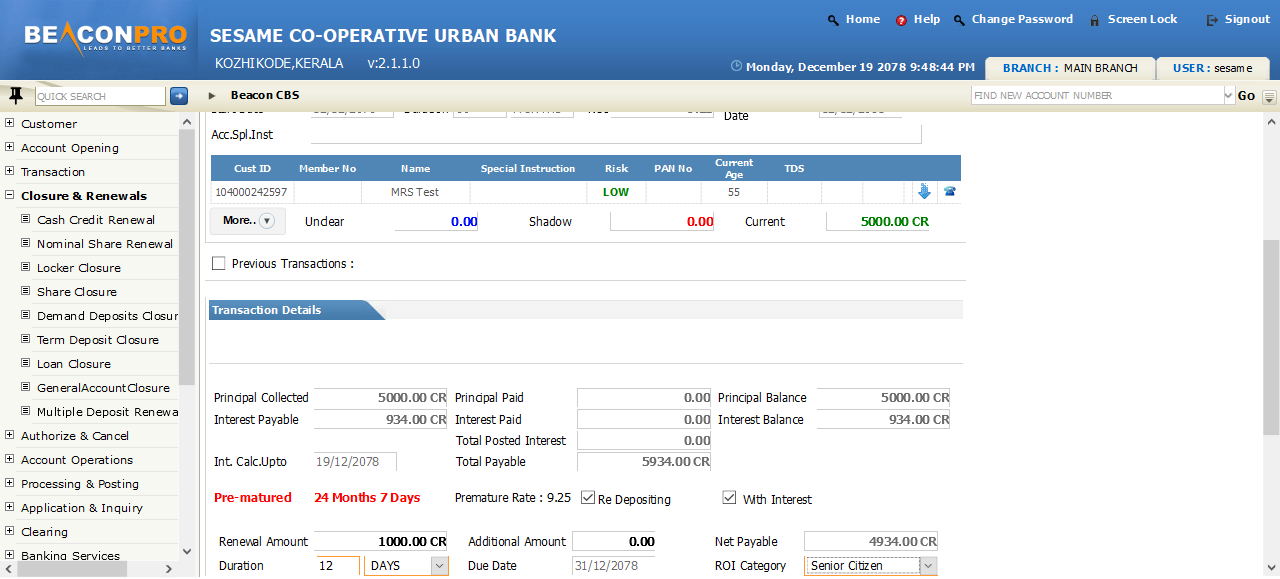 BEACONPRO
LEADS TO BETTER BANKS
Home
Help
Change Password
Screen Lock
Signout
SESAME CO-OPERATIVE URBAN BANK
KOZHIKODE,KERALA v:2.1.1.0
Monday, December 19 2078 9:48:44 PM
BRANCH : MAIN BRANCH
USER : sesame
QUICK SEARCH
Beacon CBS
FIND NEW ACCOUNT NUMBER
Go
Customer
Account Opening
Transaction
Closure & Renewals
Cash Credit Renewal
Nominal Share Renewal
Locker Closure
Share Closure
Demand Deposits Closur
Term Deposit Closure
Loan Closure
GeneralAccountClosure
Multiple Deposit Renewa
Authorize & Cancel
Account Operations
Processing & Posting
Application & Inquiry
Clearing
Banking Services
Date
Acc.Spl.Inst
Cust ID Member No Name Special Instruction Risk PAN No Current Age TDS
104000242597 MRS Test LOW 55
More.. Unclear 0.00 Shadow 0.00 Current 5000.00 CR
Previous Transactions :
Transaction Details
Principal Collected 5000.00 CR Principal Paid 0.00 Principal Balance 5000.00 CR
Interest Payable 934.00 CR Interest Paid 0.00 Interest Balance 934.00 CR
Total Posted Interest 0.00
Int. Calc.Upto 19/12/2078 Total Payable 5934.00 CR
Pre-matured 24 Months 7 Days Premature Rate : 9.25 Re Depositing With Interest
Renewal Amount 1000.00 CR Additional Amount 0.00 Net Payable 4934.00 CR
Duration 12 DAYS Due Date 31/12/2078 ROI Category Senior Citizen